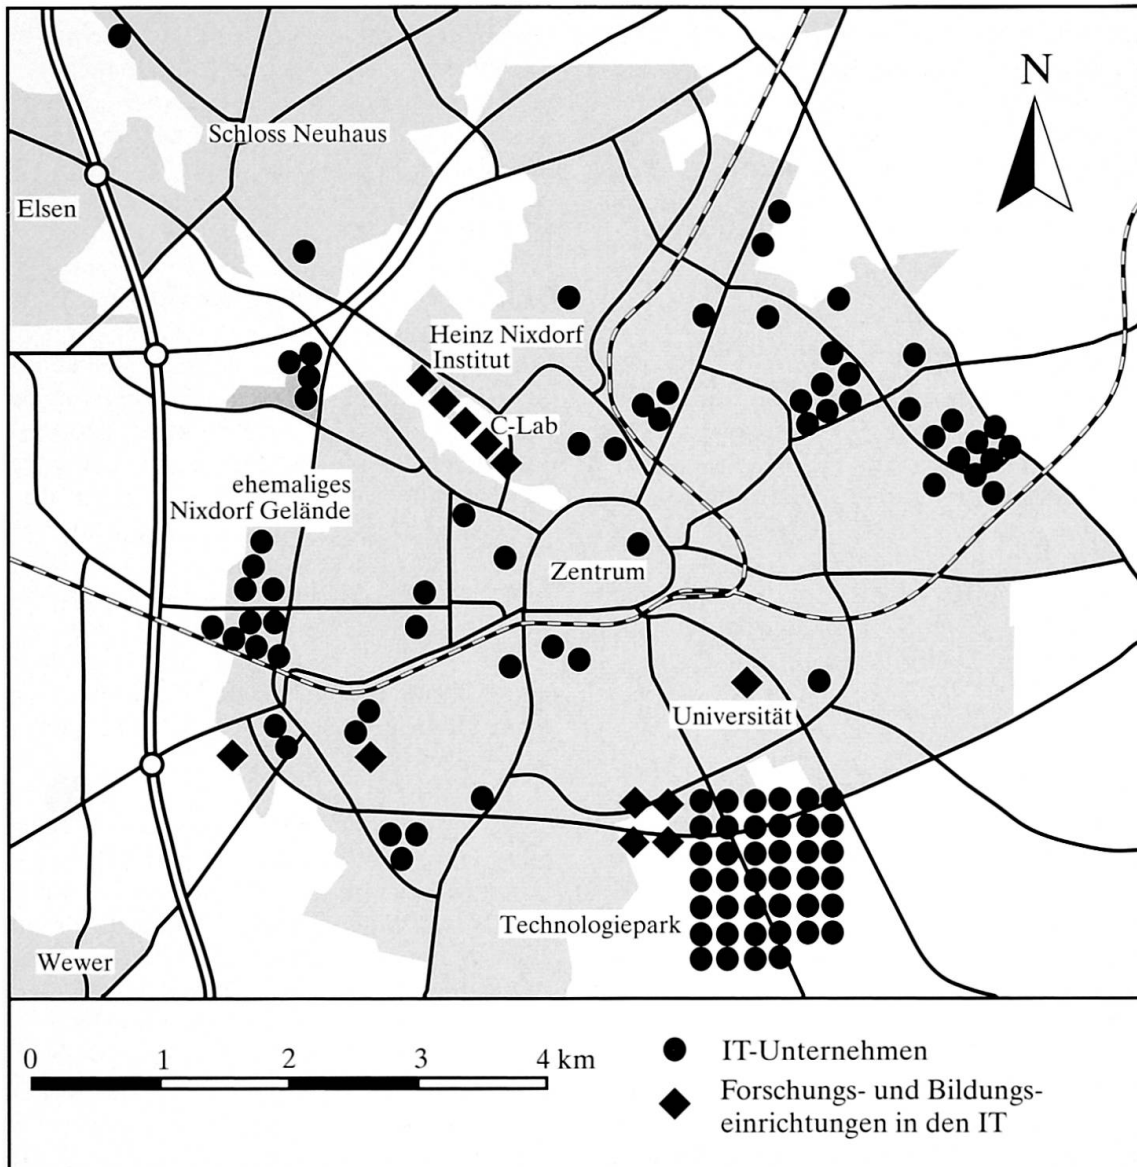 N
Schloss Neuhaus
Elsen
Heinz Nixdorf
Institut
C-Lab
ehemaliges
Nixdorf Gelände
Zentrum
Universität
Technologiepark
Wewer
0 1 2 3 4 km
IT-Unternehmen
Forschungs- und Bildungs-
einrichtungen in den IT